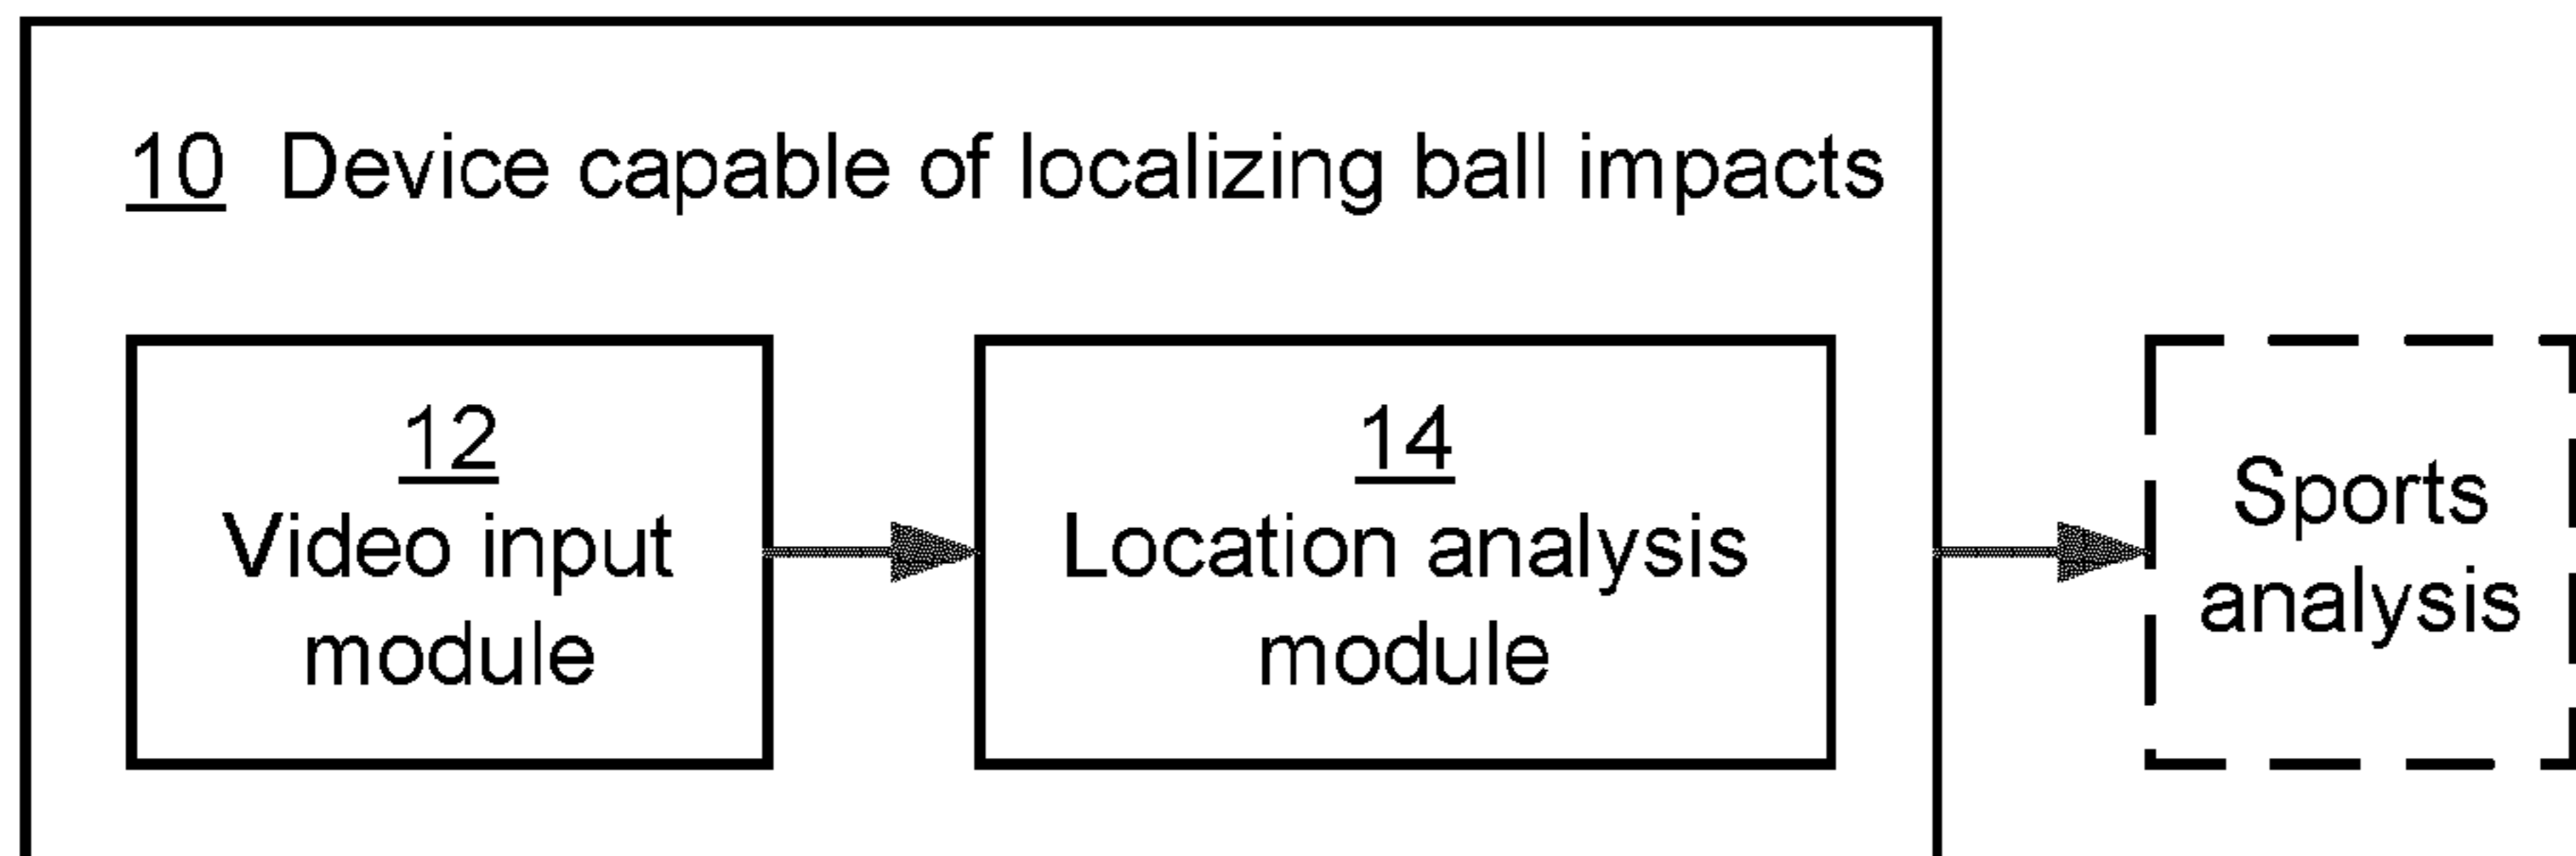 10 Device capable of localizing ball impacts
12
Video input
module
14
Location analysis
module
Sports
analysis